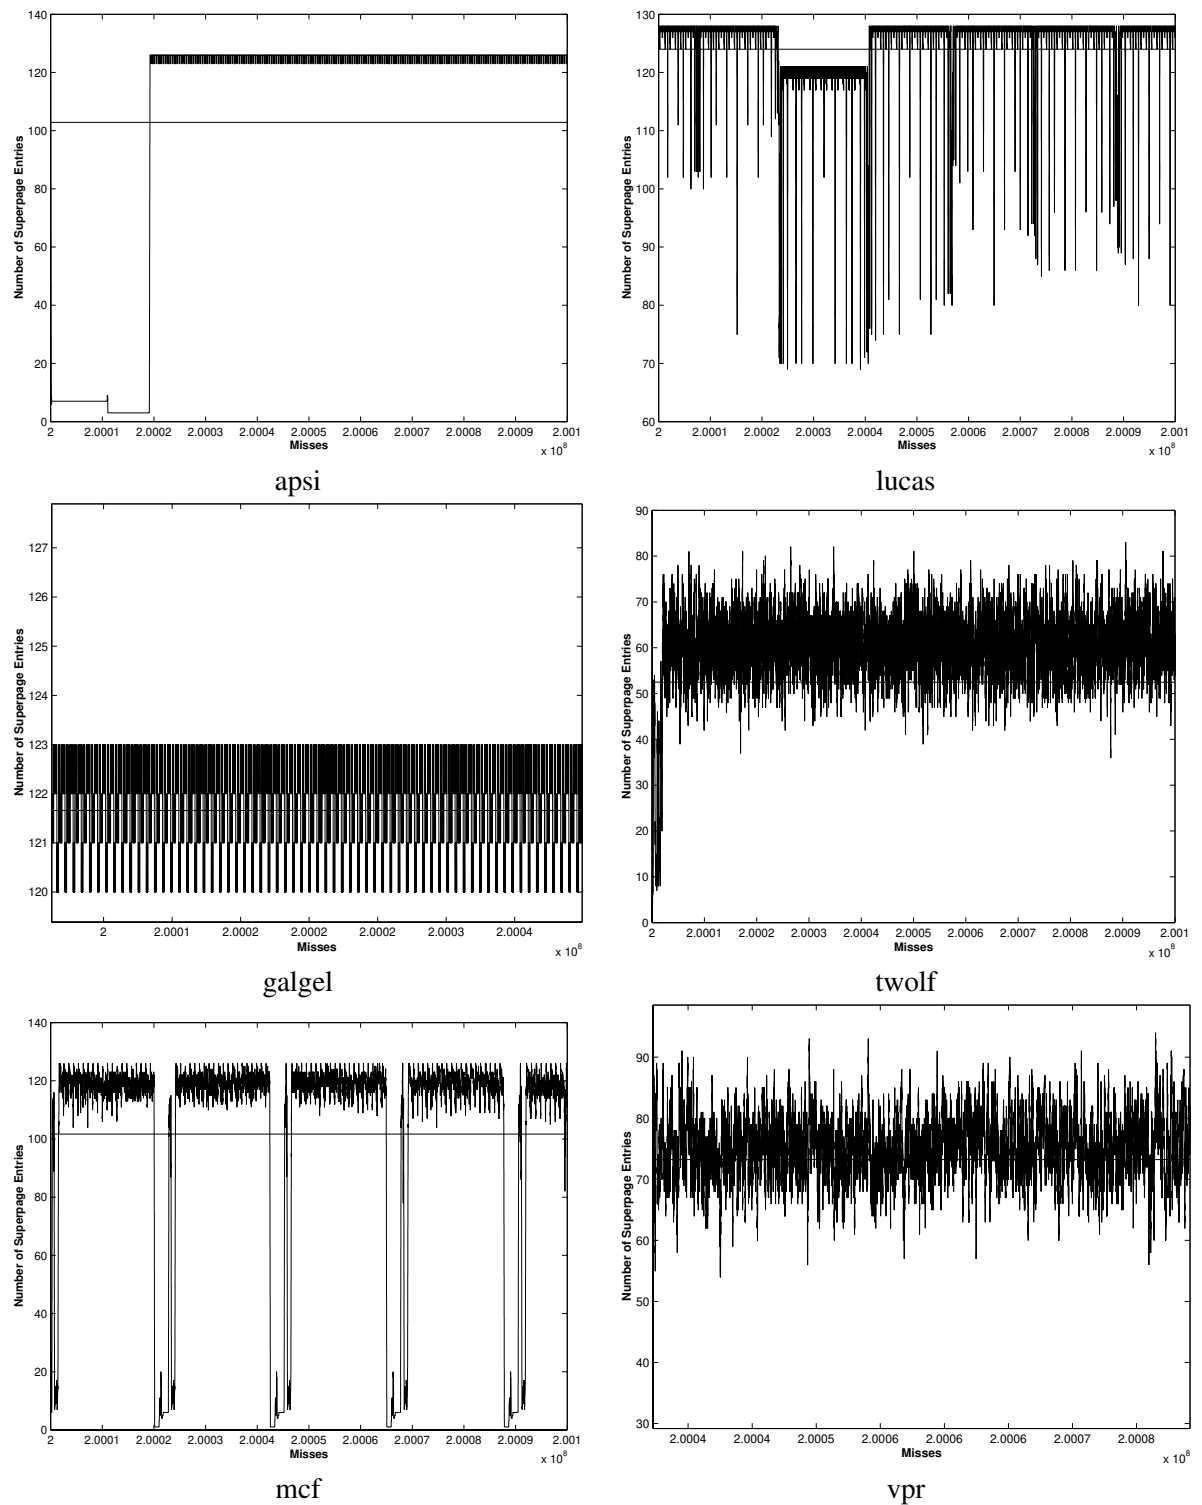 140
120
100
80
60
40
20
0
Number of Superpage Entries
2 2.0001 2.0002 2.0003 2.0004 2.0005 2.0006 2.0007 2.0008 2.0009 2.001
Misses
x 10^8
apsi
130
120
110
100
90
80
70
60
Number of Superpage Entries
2 2.0001 2.0002 2.0003 2.0004 2.0005 2.0006 2.0007 2.0008 2.0009 2.001
Misses
x 10^8
lucas
127
126
125
124
123
122
121
120
Number of Superpage Entries
2 2.0001 2.0002 2.0002 2.0002 2.0003 2.0004
Misses
x 10^8
galgel
90
80
70
60
50
40
30
20
10
0
Number of Superpage Entries
2 2.0001 2.0002 2.0003 2.0004 2.0005 2.0006 2.0007 2.0008 2.0009 2.001
Misses
x 10^8
twolf
140
120
100
80
60
40
20
0
Number of Superpage Entries
2 2.0001 2.0002 2.0003 2.0004 2.0005 2.0006 2.0007 2.0008 2.0009 2.001
Misses
x 10^8
mcf
90
80
70
60
50
40
30
Number of Superpage Entries
2.0004 2.0004 2.0005 2.0006 2.0006 2.0007 2.0008
Misses
x 10^8
vpr